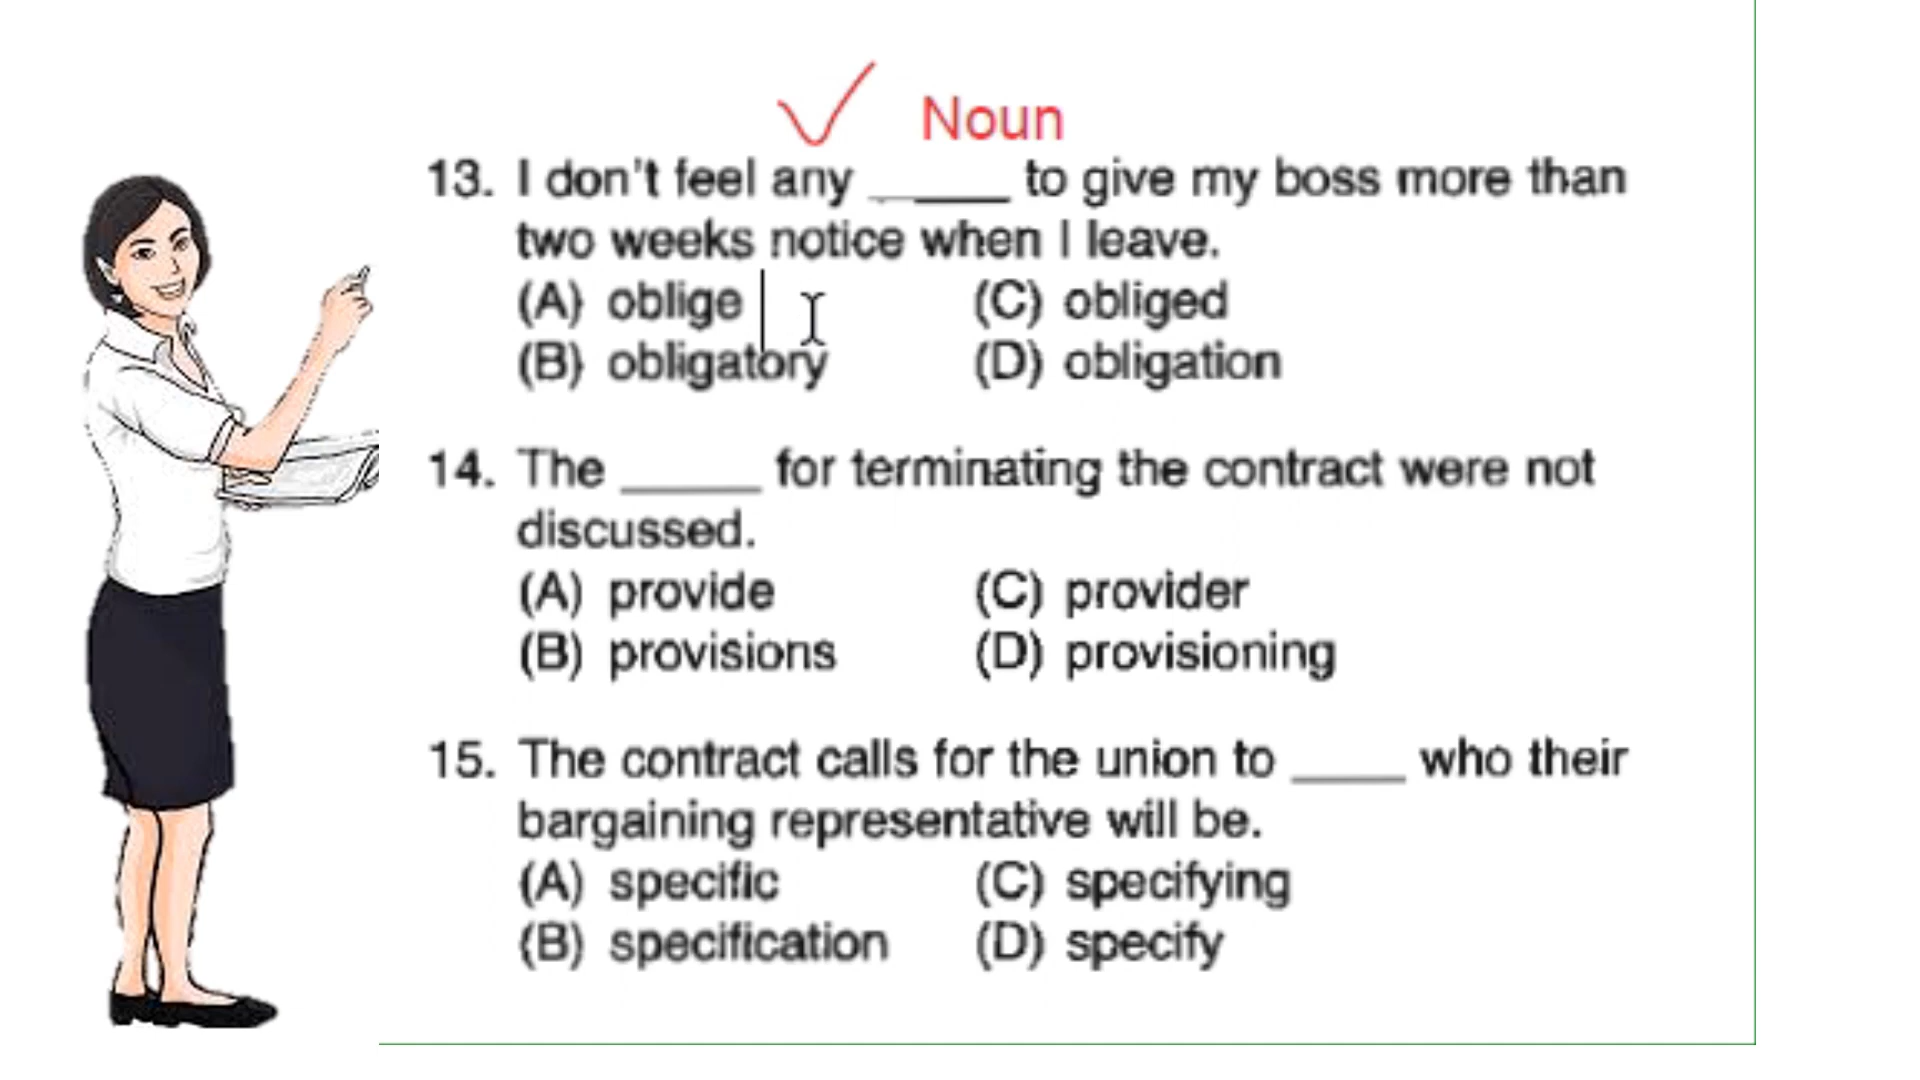 Noun
13. I don't feel any _____ to give my boss more than
two weeks notice when I leave.
(A) oblige (C) obliged
(B) obligatory (D) obligation
14. The _____ for terminating the contract were not
discussed.
(A) provide (C) provider
(B) provisions (D) provisioning
15. The contract calls for the union to ____ who their
bargaining representative will be.
(A) specific (C) specifying
(B) specification (D) specify